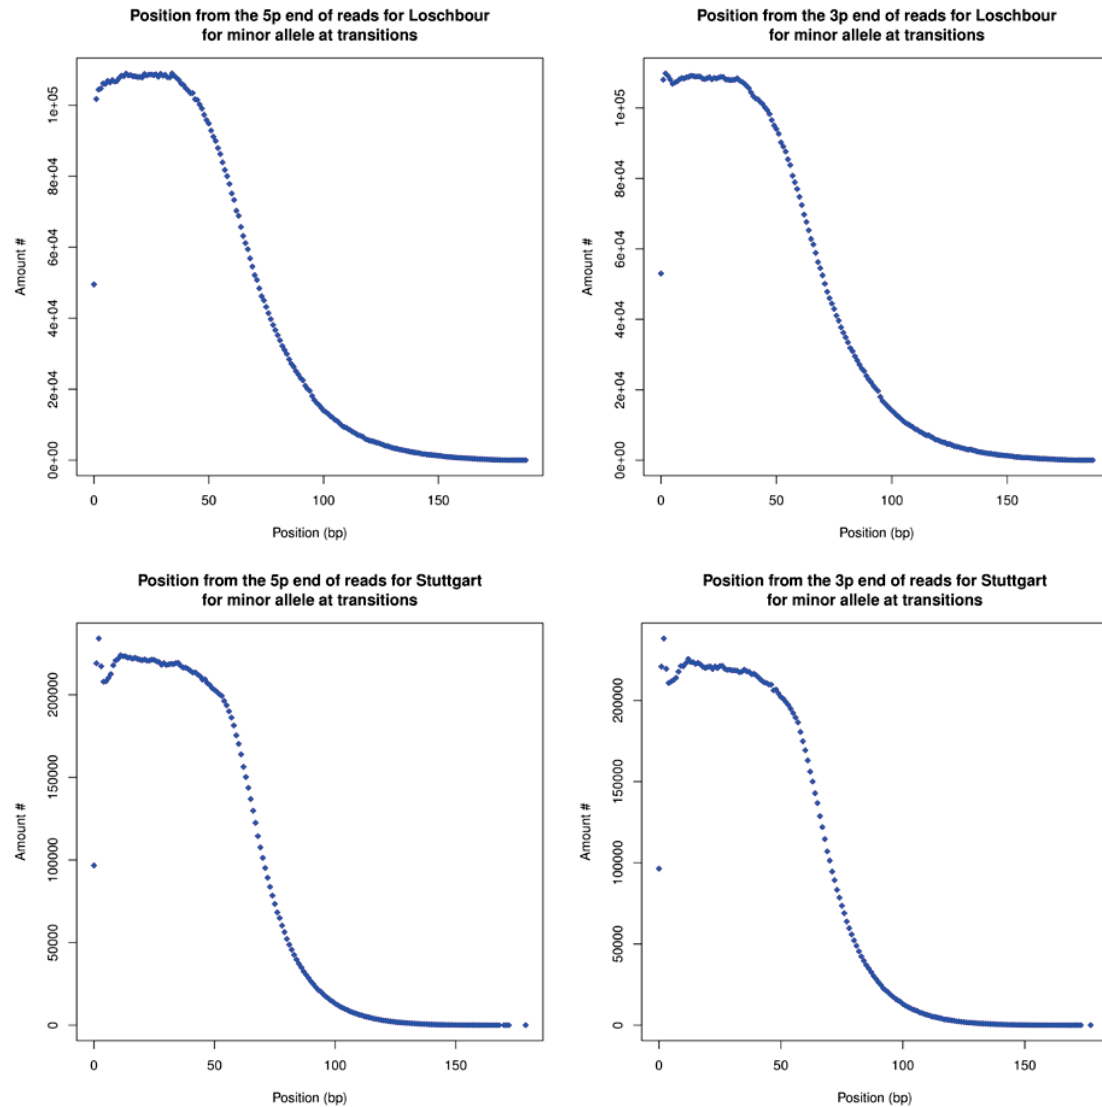 Position from the 5p end of reads for Loschbour
for minor allele at transitions
Amount #
0e+00
2e+04
4e+04
6e+04
8e+04
1e+05
0
50
100
150
Position (bp)
Position from the 3p end of reads for Loschbour
for minor allele at transitions
Amount #
0e+00
2e+04
4e+04
6e+04
8e+04
1e+05
0
50
100
150
Position (bp)
Position from the 5p end of reads for Stuttgart
for minor allele at transitions
Amount #
0
50000
100000
150000
200000
0
50
100
150
Position (bp)
Position from the 3p end of reads for Stuttgart
for minor allele at transitions
Amount #
0
50000
100000
150000
200000
0
50
100
150
Position (bp)